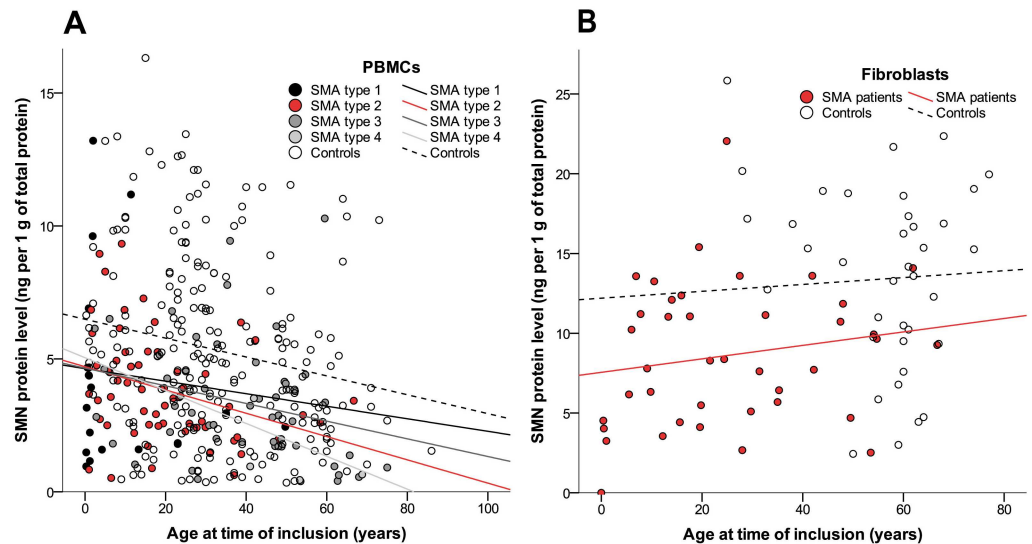 A
PBMCs
SMA type 1 SMA type 1
SMA type 2 SMA type 2
SMA type 3 SMA type 3
SMA type 4 SMA type 4
Controls Controls
SMN protein level (ng per 1 g of total protein)
15
10
5
0
0 20 40 60 80 100
Age at time of inclusion (years)
B
Fibroblasts
SMA patients SMA patients
Controls Controls
SMN protein level (ng per 1 g of total protein)
25
20
15
10
5
0
0 20 40 60 80
Age at time of inclusion (years)